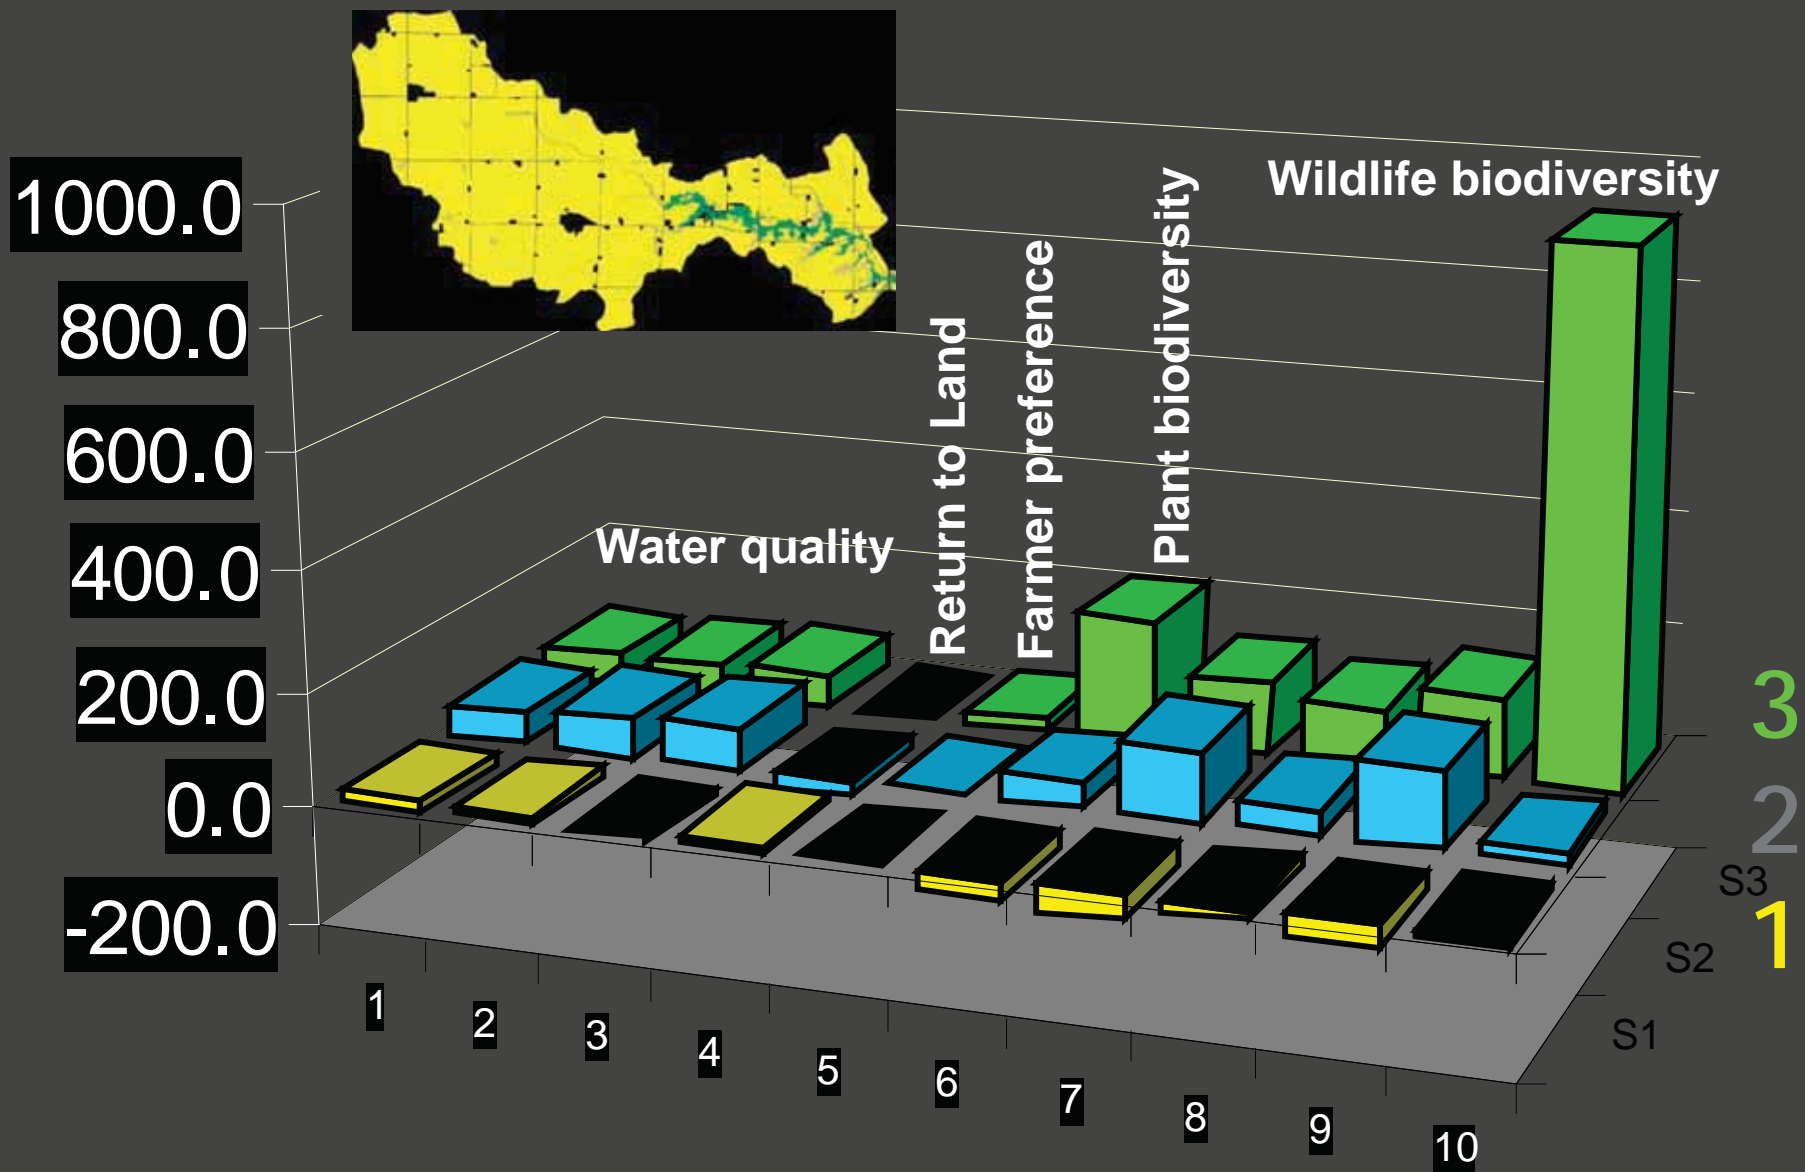 1000.0
800.0
600.0
400.0
200.0
0.0
-200.0
Water quality
Return to Land
Farmer preference
Plant biodiversity
Wildlife biodiversity
1
2
3
4
5
6
7
8
9
10
3
2
1
S3
S2
S1